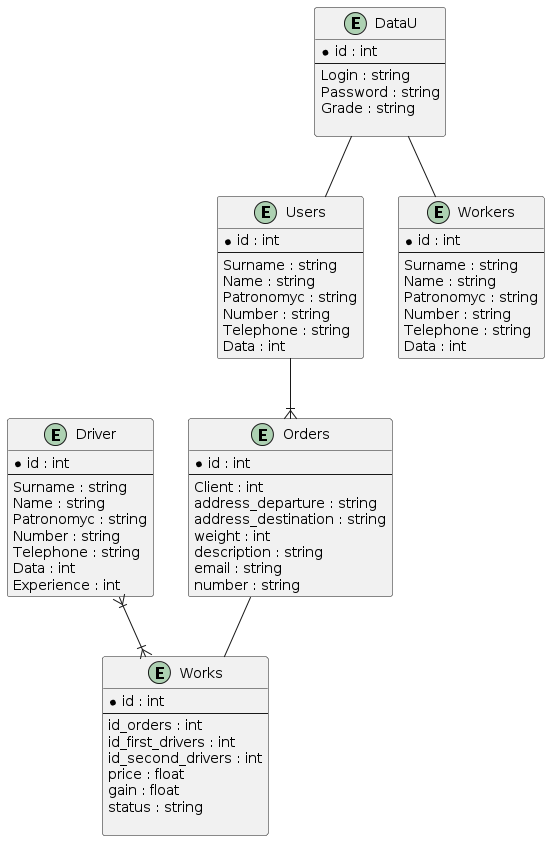 E DataU
* id : int
Login : string
Password : string
Grade : string
E Users
* id : int
Surname : string
Name : string
Patronomyc : string
Number : string
Telephone : string
Data : int
E Workers
* id : int
Surname : string
Name : string
Patronomyc : string
Number : string
Telephone : string
Data : int
E Driver
* id : int
Surname : string
Name : string
Patronomyc : string
Number : string
Telephone : string
Data : int
Experience : int
E Orders
* id : int
Client : int
address_departure : string
address_destination : string
weight : int
description : string
email : string
number : string
E Works
* id : int
id_orders : int
id_first_drivers : int
id_second_drivers : int
price : float
gain : float
status : string